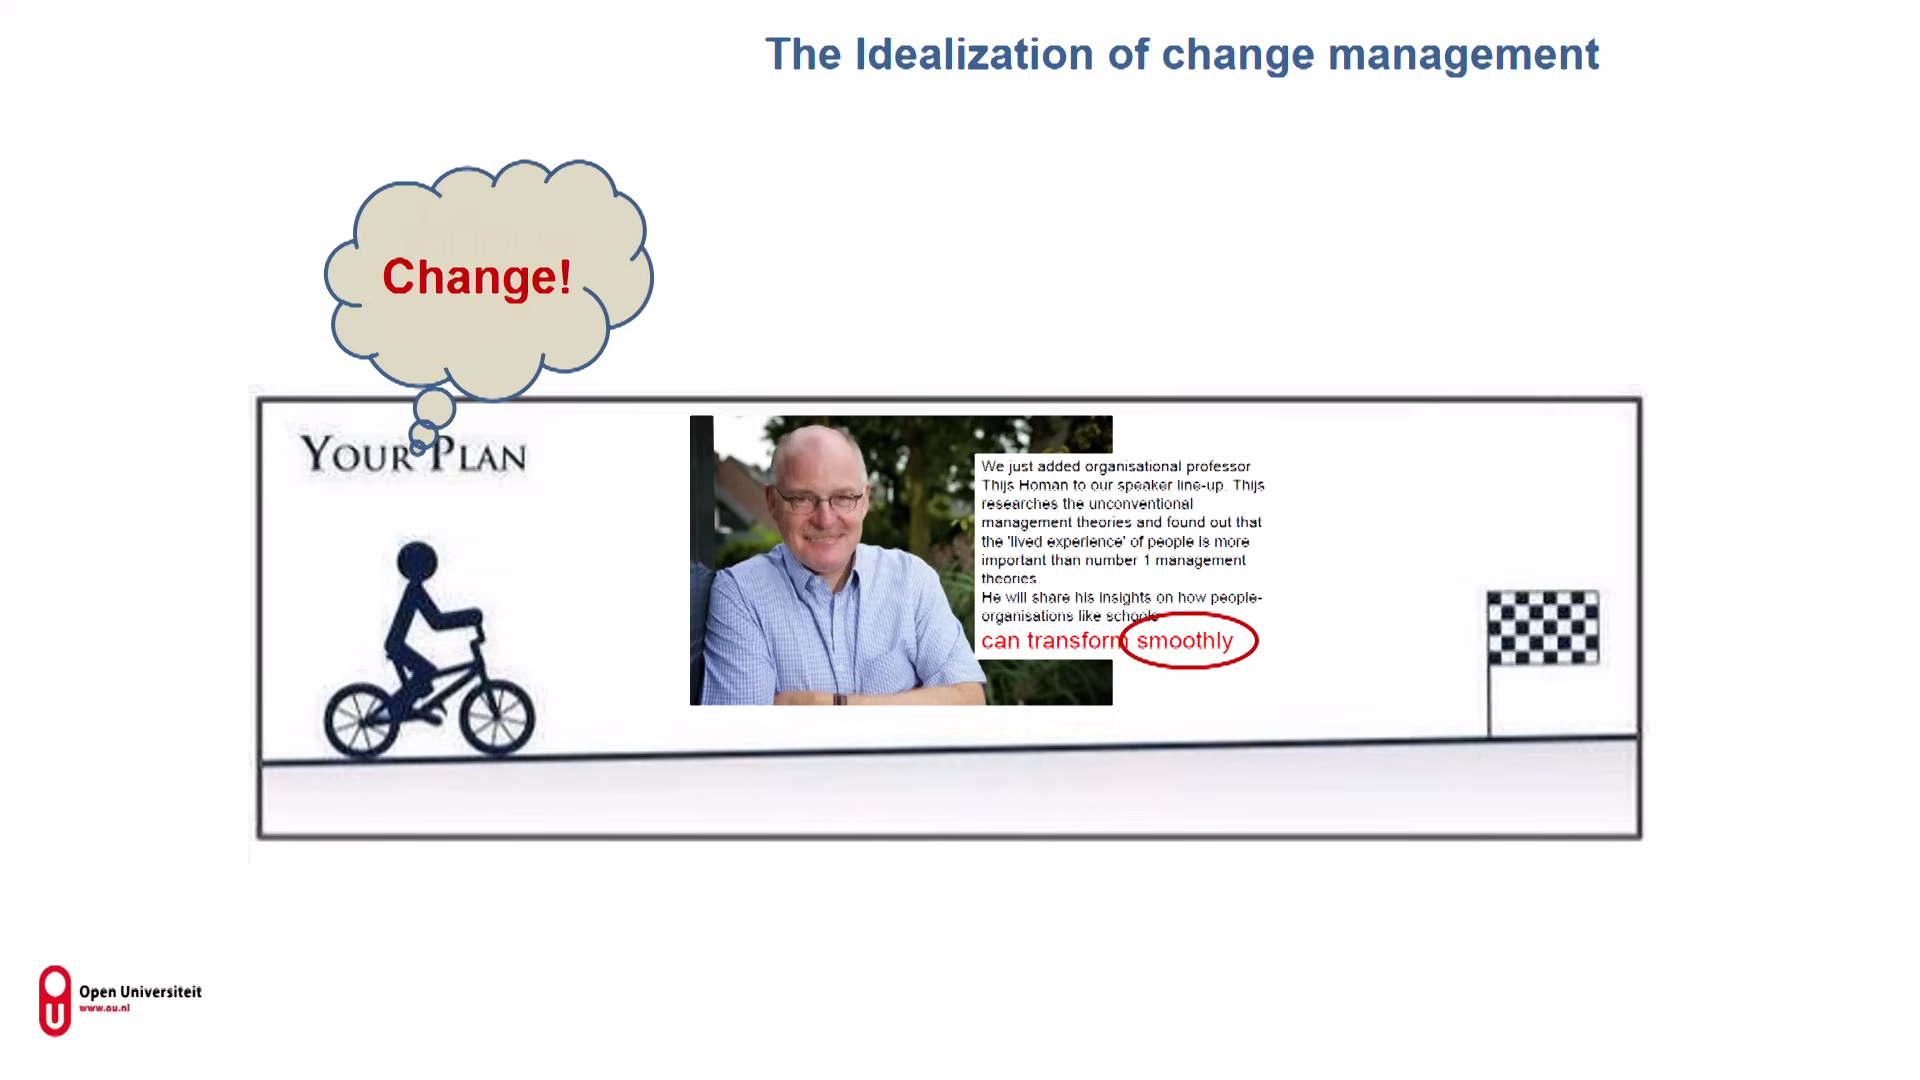 The Idealization of change management
Change!
YOUR PLAN
We just added organisational professor
Thijs Homan to our speaker line-up. Thijs
researches the unconventional
management theories and found out that
the 'lived experience' of people is more
important than number 1 management
theories.
He will share his insights on how people-
organisations like schools
can transform smoothly
Open Universiteit
www.ou.nl